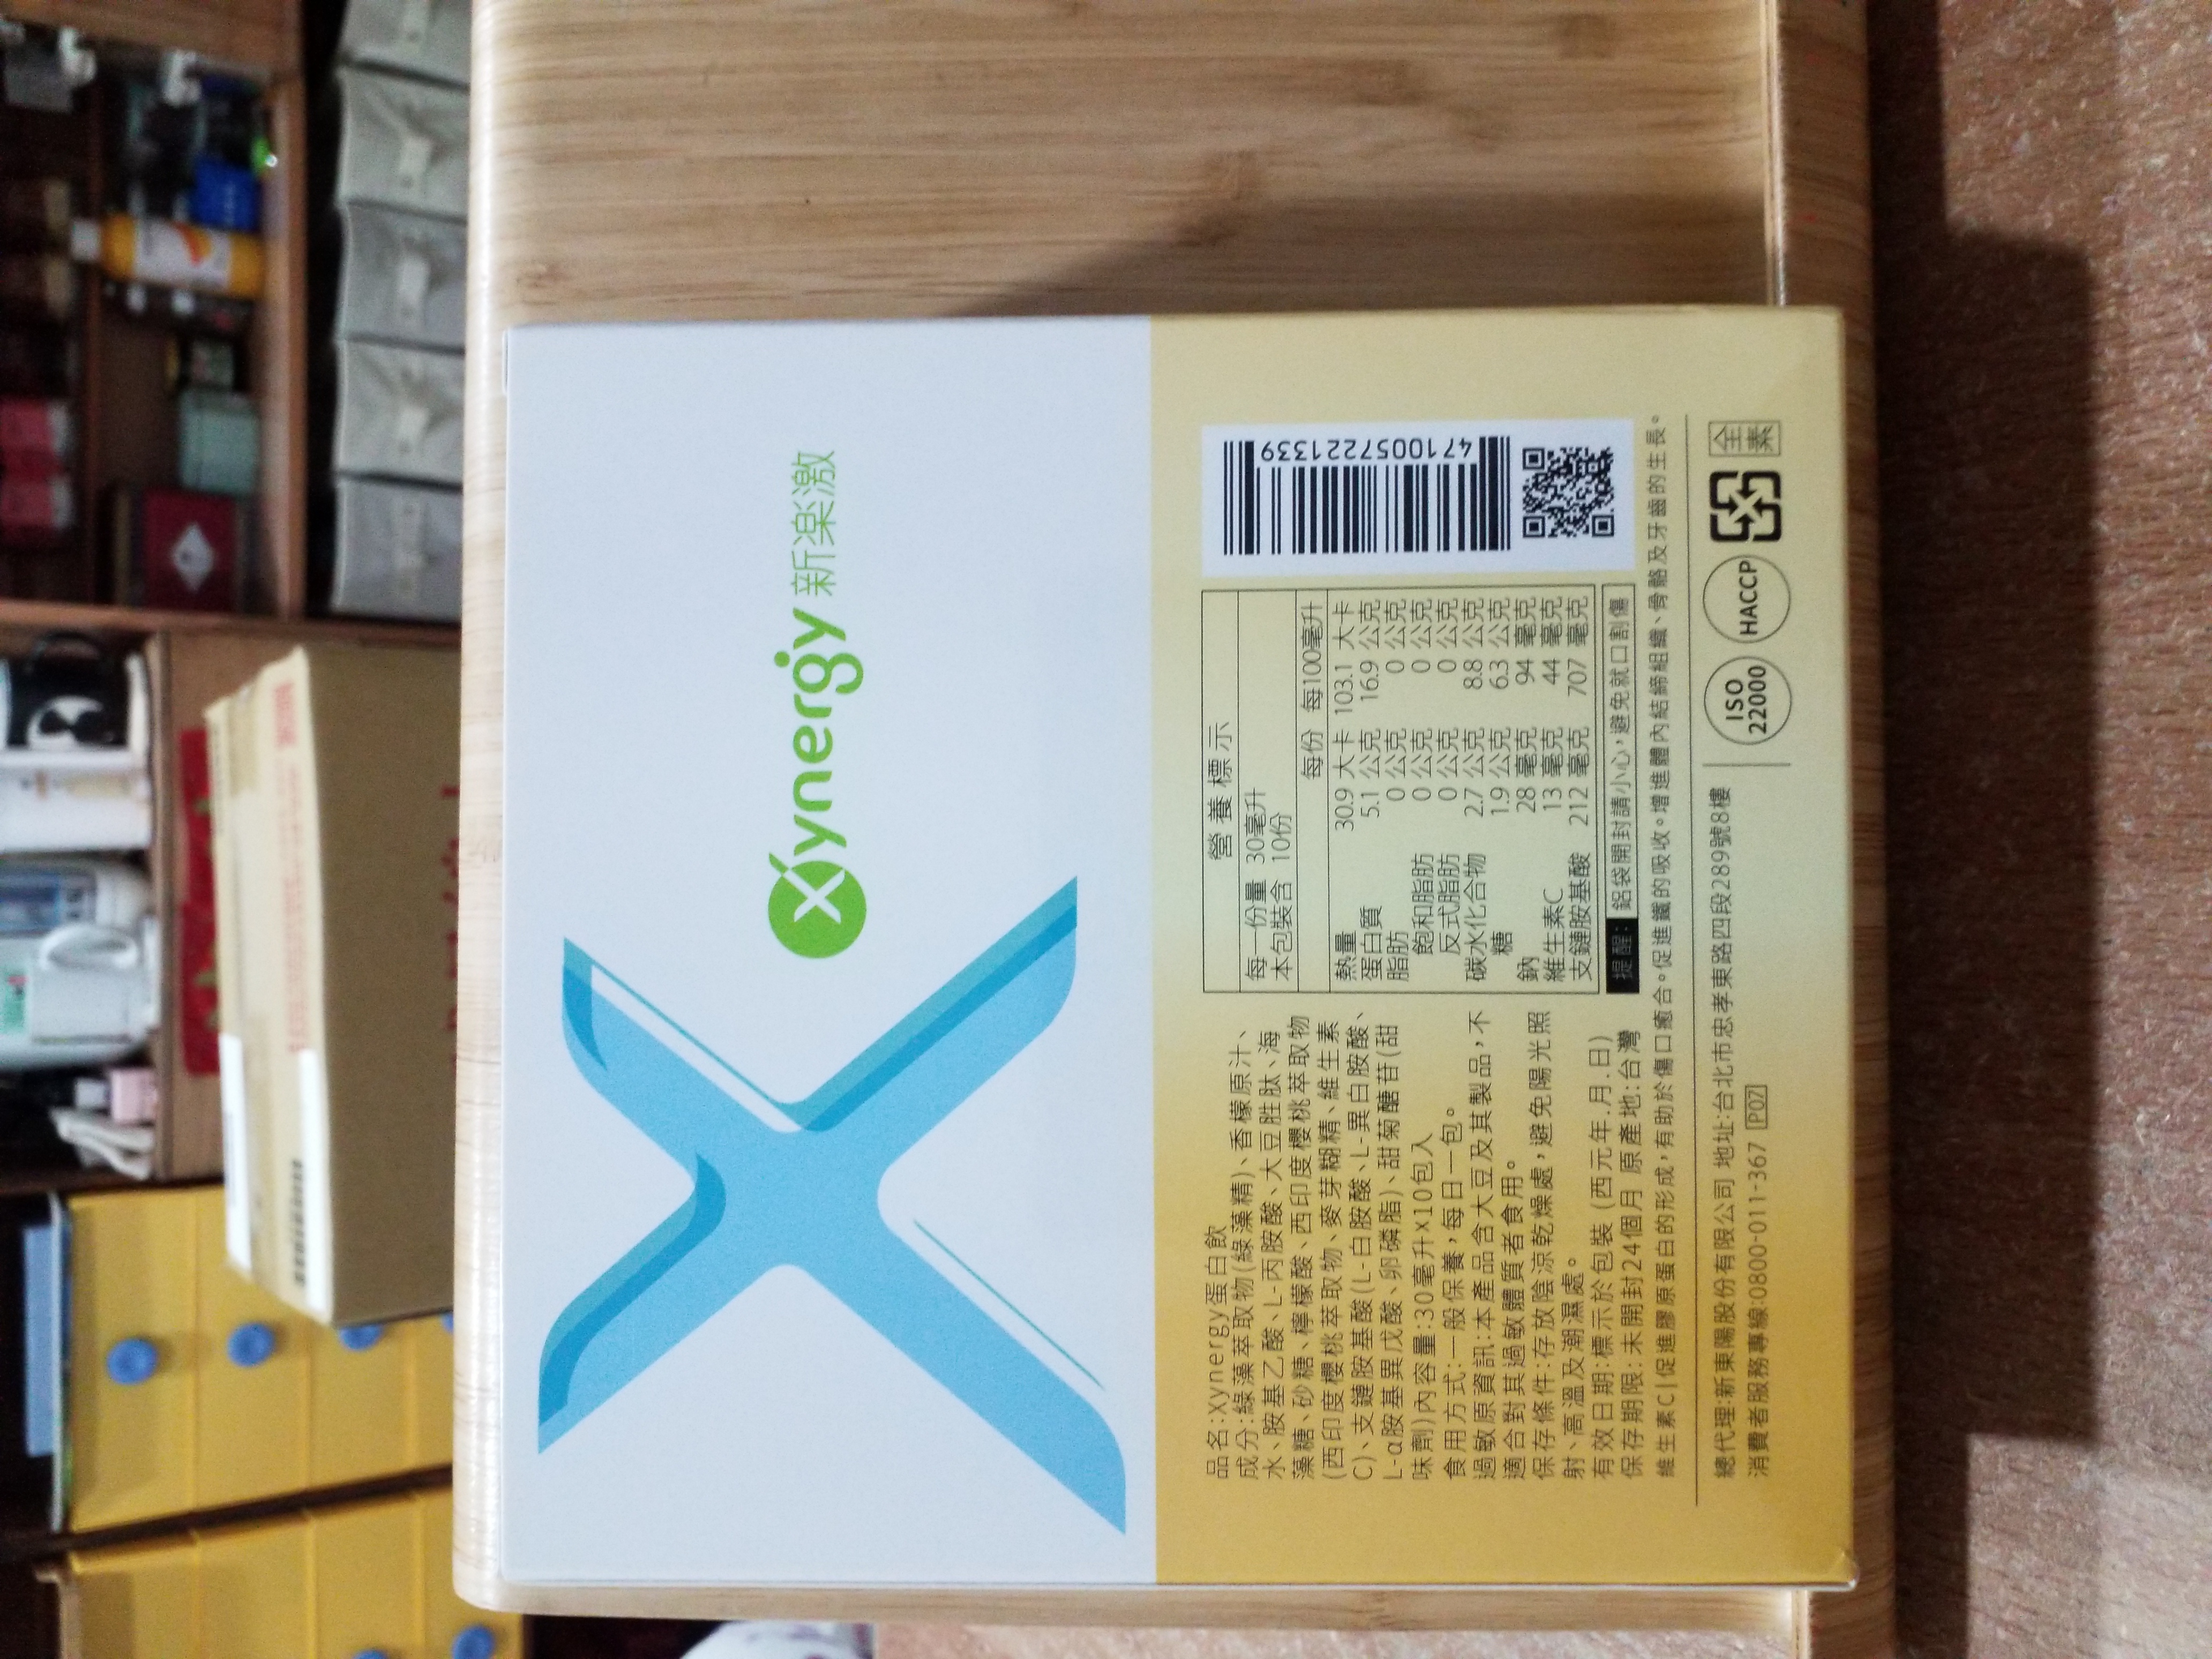 Xynergy 新楽激
品名:Xynergy蛋白飲
成分:綠藻萃取物(綠藻精)、香檬原汁、
水、胺基乙酸、L-丙胺酸、大豆胜肽、海
藻糖、砂糖、檸檬酸、西印度櫻桃萃取物
(西印度櫻桃萃取物、麥芽糊精、維生素
C)、支鏈胺基酸(L-白胺酸、L-異白胺酸、
L-α胺基異戊酸、卵磷脂)、甜菊醣苷(甜
味劑)內容量:30毫升×10包入
食用方式:一般保養,每日一包。
過敏原資訊:本產品含大豆及其製品,不
適合對其過敏體質者食用。
保存條件:存放陰涼乾燥處,避免陽光照
射、高溫及潮濕處。
有效日期:標示於包裝 (西元年.月.日)
保存期限:未開封24個月 原產地:台灣
維生素C|促進膠原蛋白的形成,有助於傷口癒合。促進鐵的吸收。增進體內結締組織、骨骼及牙齒的生長。
營養標示
每一份量 30毫升
本包裝含 10份
每份 每100毫升
熱量 30.9 大卡 103.1 大卡
蛋白質 5.1 公克 16.9 公克
脂肪 0 公克 0 公克
飽和脂肪 0 公克 0 公克
反式脂肪 0 公克 0 公克
碳水化合物 2.7 公克 8.8 公克
糖 1.9 公克 6.3 公克
鈉 28 毫克 94 毫克
維生素C 13 毫克 44 毫克
支鏈胺基酸 212 毫克 707 毫克
提醒: 鋁袋開封請小心,避免就口割傷
4710057221339
總代理:新東陽股份有限公司 地址:台北市忠孝東路四段289號8樓
消費者服務專線:0800-011-367 P07
ISO
22000
HACCP
全
素